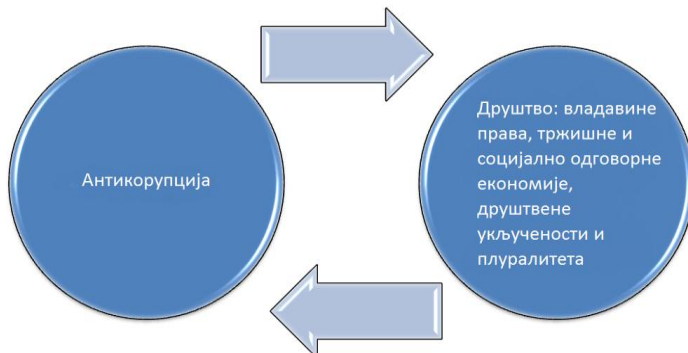 Антикорупција
Друштво: владавине
права, тржишне и
социјално одговорне
економије,
друштвене
укључености и
плуралитета